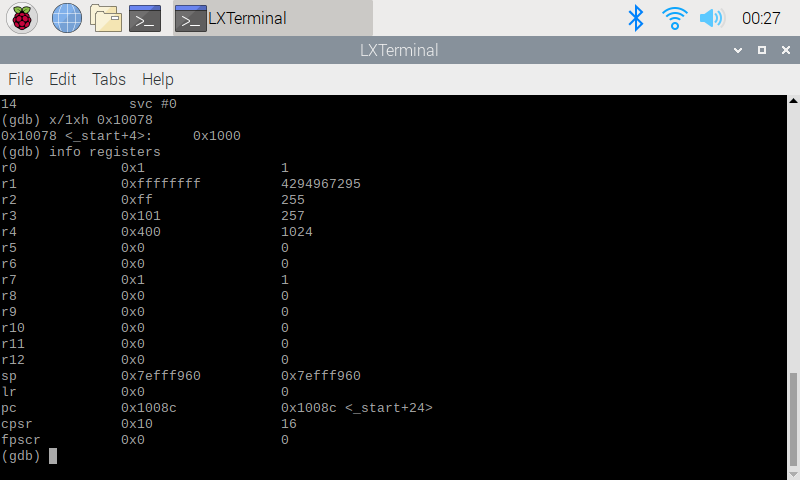 LXTerminal 00:27
LXTerminal
File Edit Tabs Help
14 svc #0
(gdb) x/1xh 0x10078
0x10078 <_start+4>: 0x1000
(gdb) info registers
r0 0x1 1
r1 0xffffffff 4294967295
r2 0xff 255
r3 0x101 257
r4 0x400 1024
r5 0x0 0
r6 0x0 0
r7 0x1 1
r8 0x0 0
r9 0x0 0
r10 0x0 0
r11 0x0 0
r12 0x0 0
sp 0x7efff960 0x7efff960
lr 0x0 0
pc 0x1008c 0x1008c <_start+24>
cpsr 0x10 16
fpscr 0x0 0
(gdb)